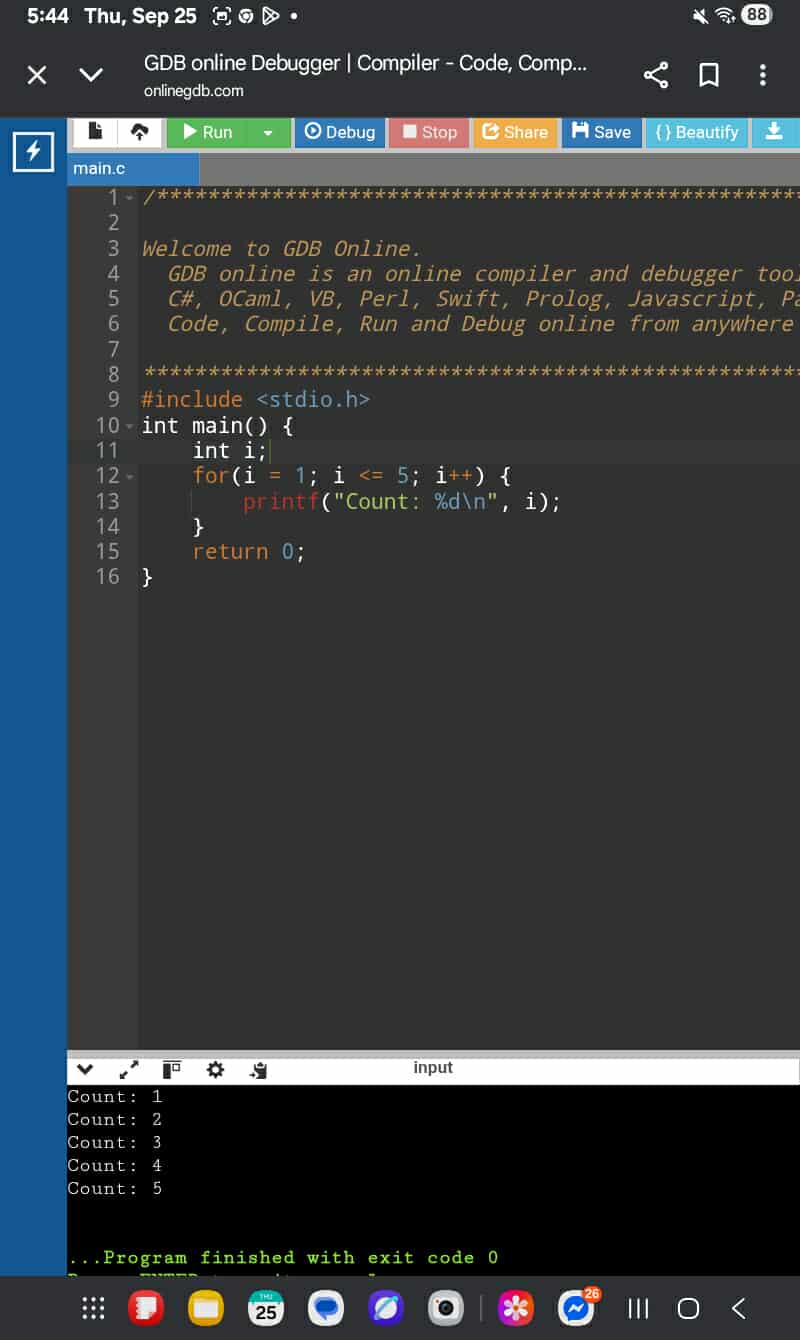 5:44 Thu, Sep 25 88
GDB online Debugger | Compiler - Code, Comp...
onlinegdb.com
Run Debug Stop Share Save { } Beautify
main.c
1 /****************************************************
2
3 Welcome to GDB Online.
4 GDB online is an online compiler and debugger tool
5 C#, OCaml, VB, Perl, Swift, Prolog, Javascript, Pa
6 Code, Compile, Run and Debug online from anywhere
7
8 ****************************************************
9 #include <stdio.h>
10 int main() {
11     int i;
12     for(i = 1; i <= 5; i++) {
13         printf("Count: %d\n", i);
14     }
15     return 0;
16 }
input
Count: 1
Count: 2
Count: 3
Count: 4
Count: 5
...Program finished with exit code 0
THU
25
26